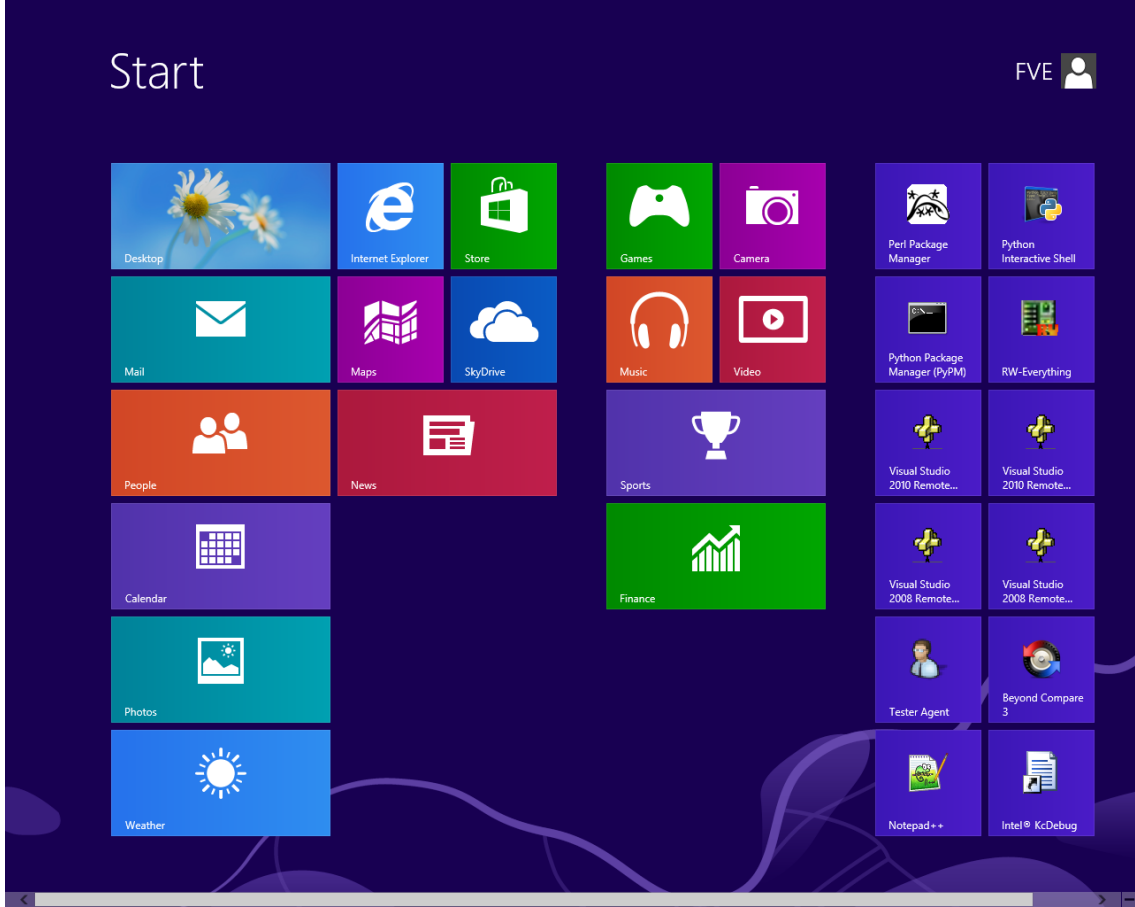 Start
FVE
Desktop
Internet Explorer
Store
Games
Camera
Perl Package
Manager
Python
Interactive Shell
Mail
Maps
SkyDrive
Music
Video
C:\_
Python Package
Manager (PyPM)
RW-Everything
People
News
Sports
Visual Studio
2010 Remote...
Visual Studio
2010 Remote...
Calendar
Finance
Visual Studio
2008 Remote...
Visual Studio
2008 Remote...
Photos
Tester Agent
Beyond Compare
3
Weather
Notepad++
Intel® KcDebug